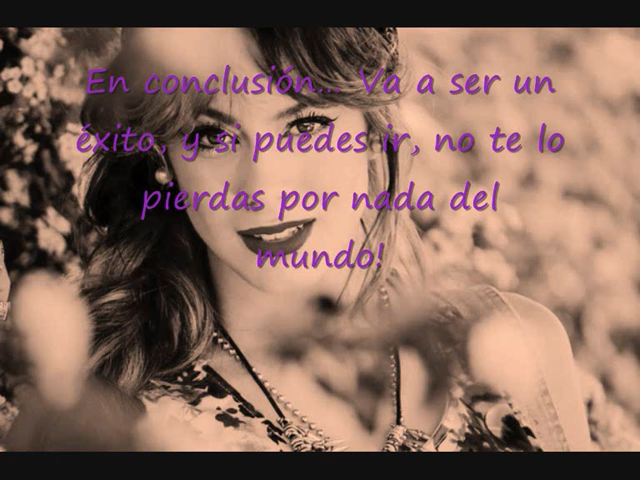 En conclusión... Va a ser un
éxito, y si puedes ir, no te lo
pierdas por nada del
mundo!